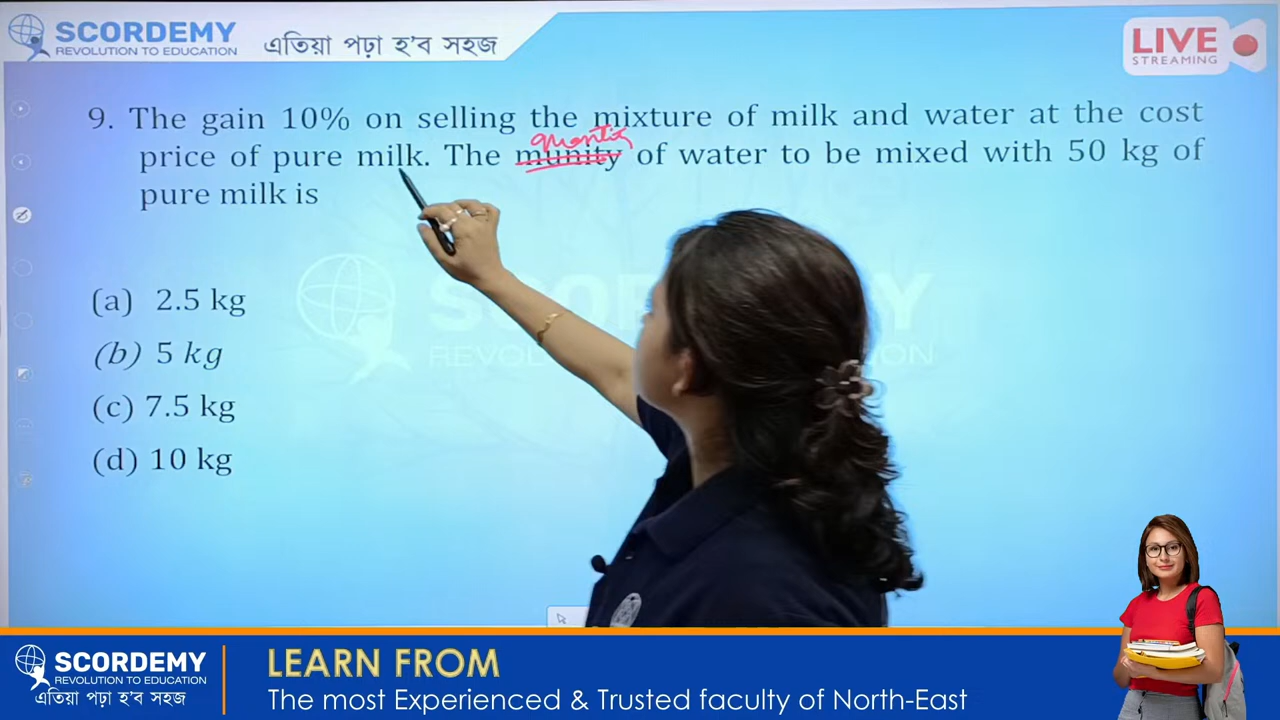 SCORDEMY
REVOLUTION TO EDUCATION
এতিয়া পঢ়া হ'ব সহজ
LIVE
STREAMING
9. The gain 10% on selling the mixture of milk and water at the cost
quantity
price of pure milk. The munity of water to be mixed with 50 kg of
pure milk is
(a) 2.5 kg
(b) 5 kg
(c) 7.5 kg
(d) 10 kg
SCORDEMY
REVOLUTION TO EDUCATION
এতিয়া পঢ়া হ'ব সহজ
LEARN FROM
The most Experienced & Trusted faculty of North-East